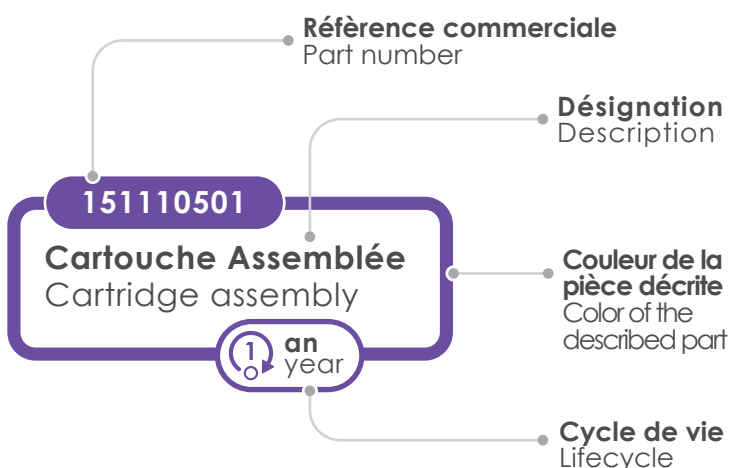 Réfèrence commerciale
Part number
Désignation
Description
151110501
Cartouche Assemblée
Cartridge assembly
Couleur de la
pièce décrite
Color of the
described part
1
an
year
Cycle de vie
Lifecycle